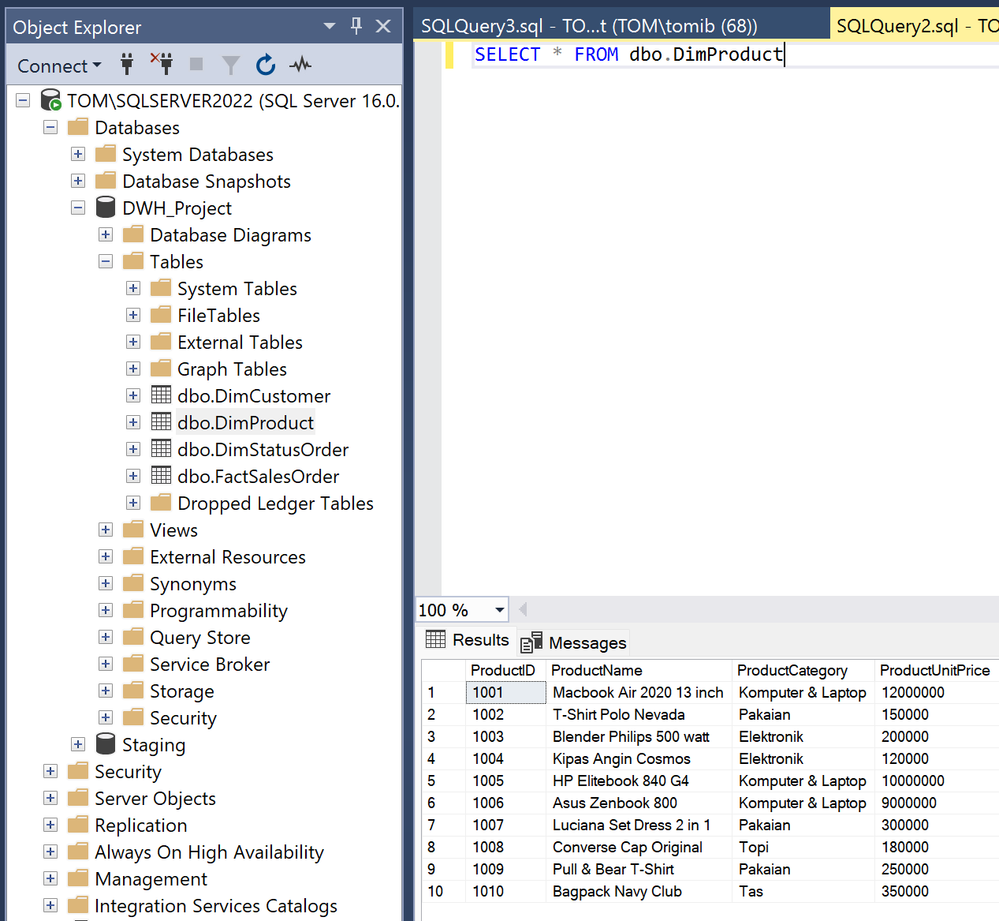 Object Explorer
Connect
TOM\SQLSERVER2022 (SQL Server 16.0.
Databases
System Databases
Database Snapshots
DWH_Project
Database Diagrams
Tables
System Tables
FileTables
External Tables
Graph Tables
dbo.DimCustomer
dbo.DimProduct
dbo.DimStatusOrder
dbo.FactSalesOrder
Dropped Ledger Tables
Views
External Resources
Synonyms
Programmability
Query Store
Service Broker
Storage
Security
Staging
Security
Server Objects
Replication
Always On High Availability
Management
Integration Services Catalogs
SQLQuery3.sql - TO...t (TOM\tomib (68)) SQLQuery2.sql - TO
SELECT * FROM dbo.DimProduct
100 %
Results Messages
ProductID ProductName ProductCategory ProductUnitPrice
1 1001 Macbook Air 2020 13 inch Komputer & Laptop 12000000
2 1002 T-Shirt Polo Nevada Pakaian 150000
3 1003 Blender Philips 500 watt Elektronik 200000
4 1004 Kipas Angin Cosmos Elektronik 120000
5 1005 HP Elitebook 840 G4 Komputer & Laptop 10000000
6 1006 Asus Zenbook 800 Komputer & Laptop 9000000
7 1007 Luciana Set Dress 2 in 1 Pakaian 300000
8 1008 Converse Cap Original Topi 180000
9 1009 Pull & Bear T-Shirt Pakaian 250000
10 1010 Bagpack Navy Club Tas 350000